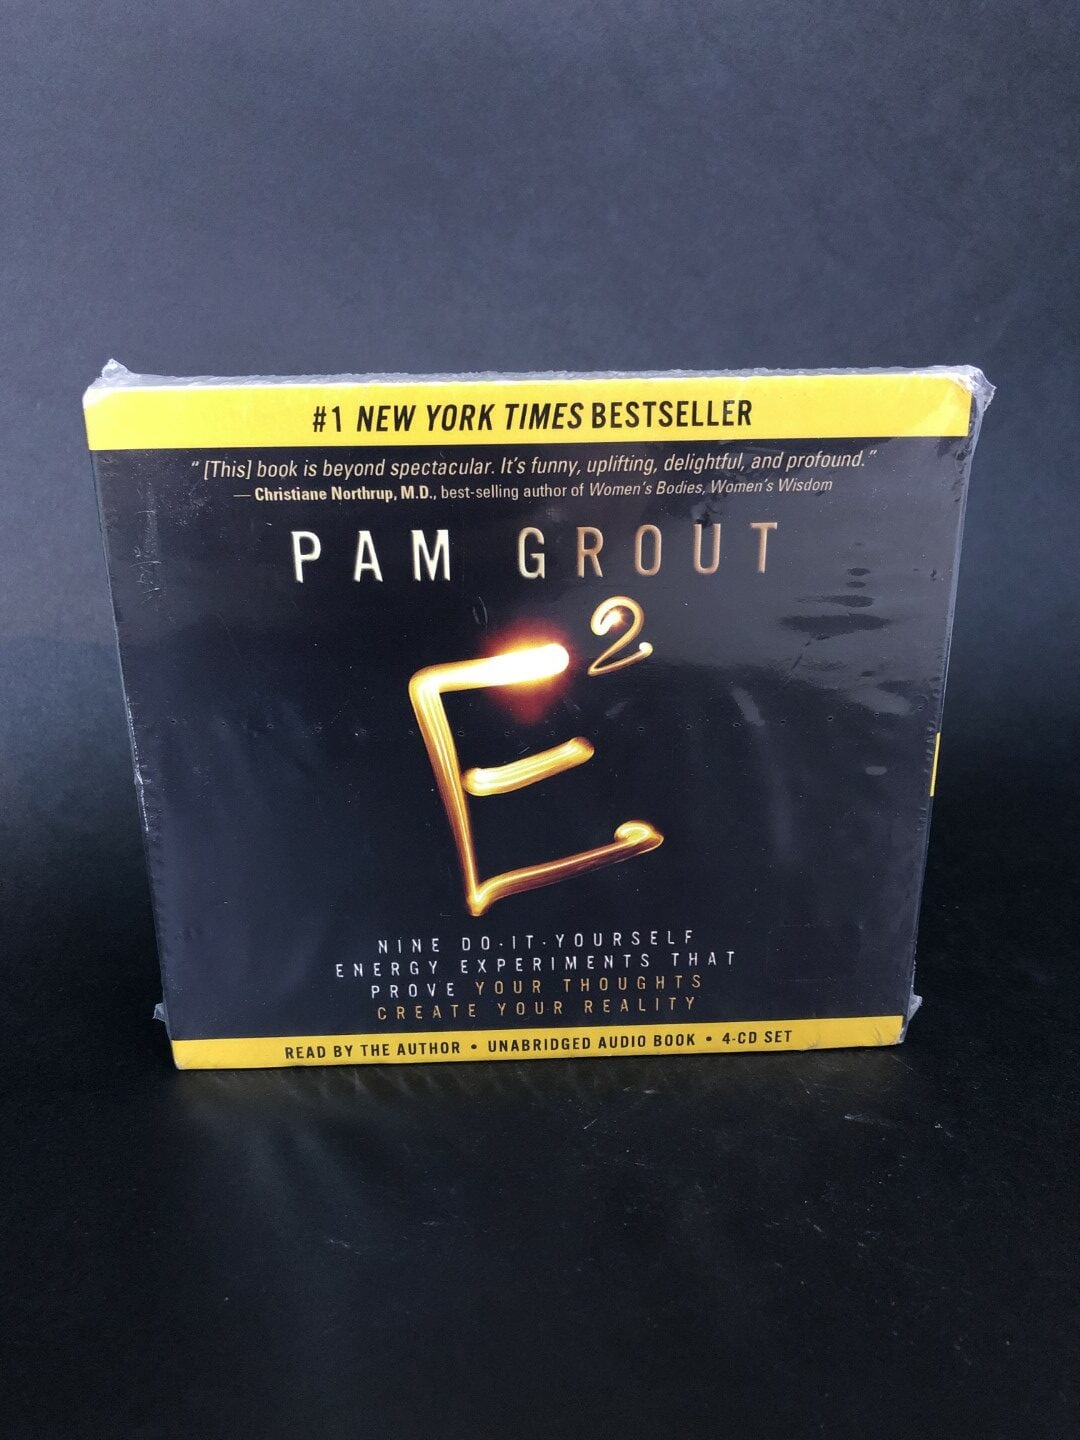 #1 NEW YORK TIMES BESTSELLER
“[This] book is beyond spectacular. It’s funny, uplifting, delightful, and profound.”
— Christiane Northrup, M.D., best-selling author of Women’s Bodies, Women’s Wisdom
PAM GROUT
E²
NINE DO-IT-YOURSELF
ENERGY EXPERIMENTS THAT
PROVE YOUR THOUGHTS
CREATE YOUR REALITY
READ BY THE AUTHOR • UNABRIDGED AUDIO BOOK • 4-CD SET